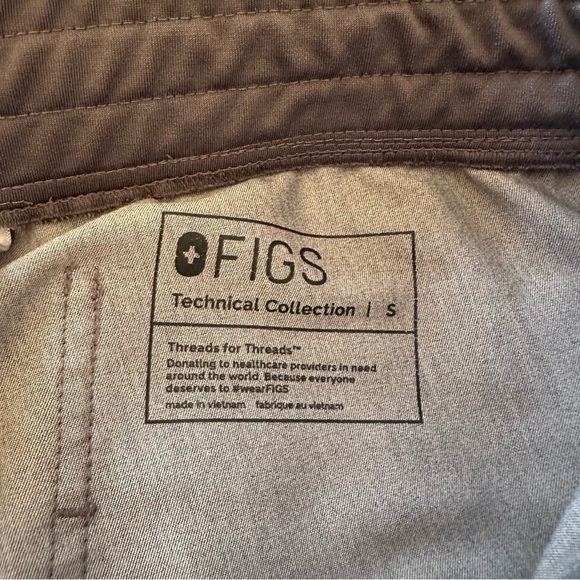 FIGS
Technical Collection | S
Threads for Threads™
Donating to healthcare providers in need
around the world. Because everyone
deserves to #wearFIGS
made in vietnam fabrique au vietnam